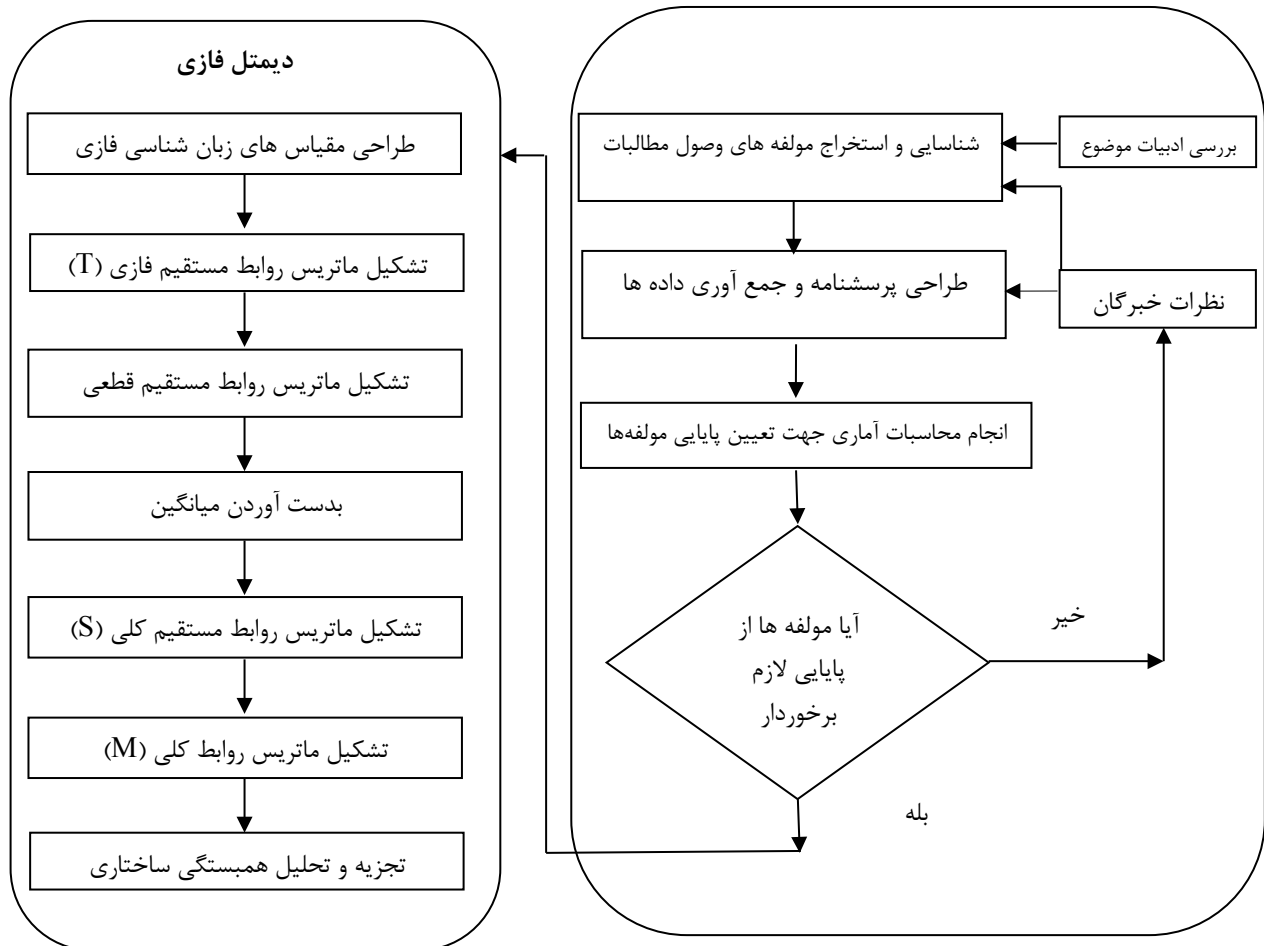 بررسی ادبیات موضوع
شناسایی و استخراج مولفه های وصول مطالبات
نظرات خبرگان
طراحی پرسشنامه و جمع آوری داده ها
انجام محاسبات آماری جهت تعیین پایایی مولفه‌ها
آیا مولفه ها از
پایایی لازم
برخوردار
خیر
بله
دیمتل فازی
طراحی مقیاس های زبان شناسی فازی
تشکیل ماتریس روابط مستقیم فازی (T)
تشکیل ماتریس روابط مستقیم قطعی
بدست آوردن میانگین
تشکیل ماتریس روابط مستقیم کلی (S)
تشکیل ماتریس روابط کلی (M)
تجزیه و تحلیل همبستگی ساختاری